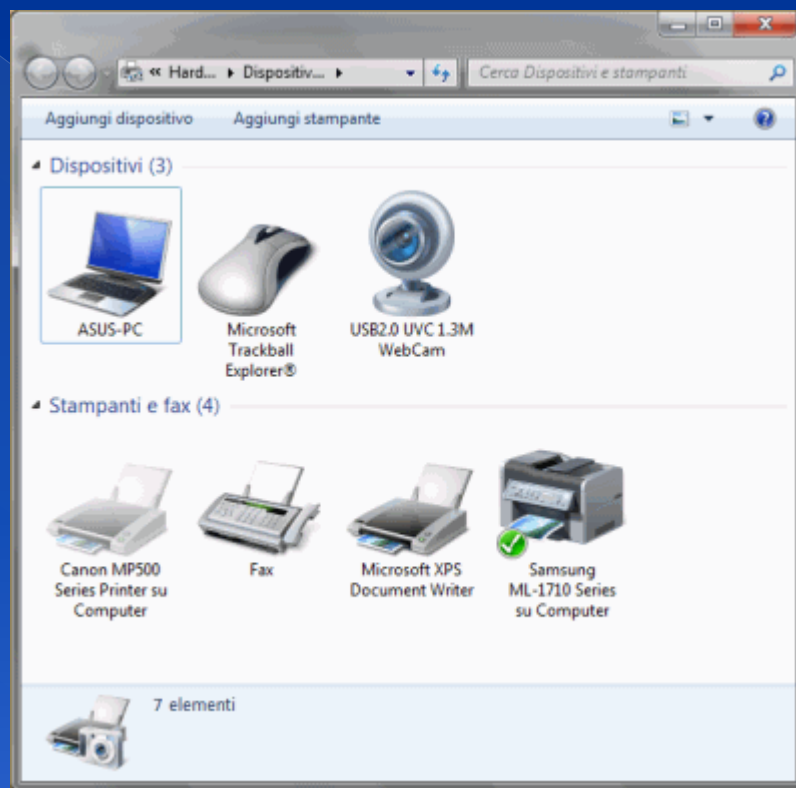 « Hard... ▸ Dispositiv... ▸
Cerca Dispositivi e stampanti
Aggiungi dispositivo Aggiungi stampante
Dispositivi (3)
ASUS-PC
Microsoft
Trackball
Explorer®
USB2.0 UVC 1.3M
WebCam
Stampanti e fax (4)
Canon MP500
Series Printer su
Computer
Fax
Microsoft XPS
Document Writer
Samsung
ML-1710 Series
su Computer
7 elementi